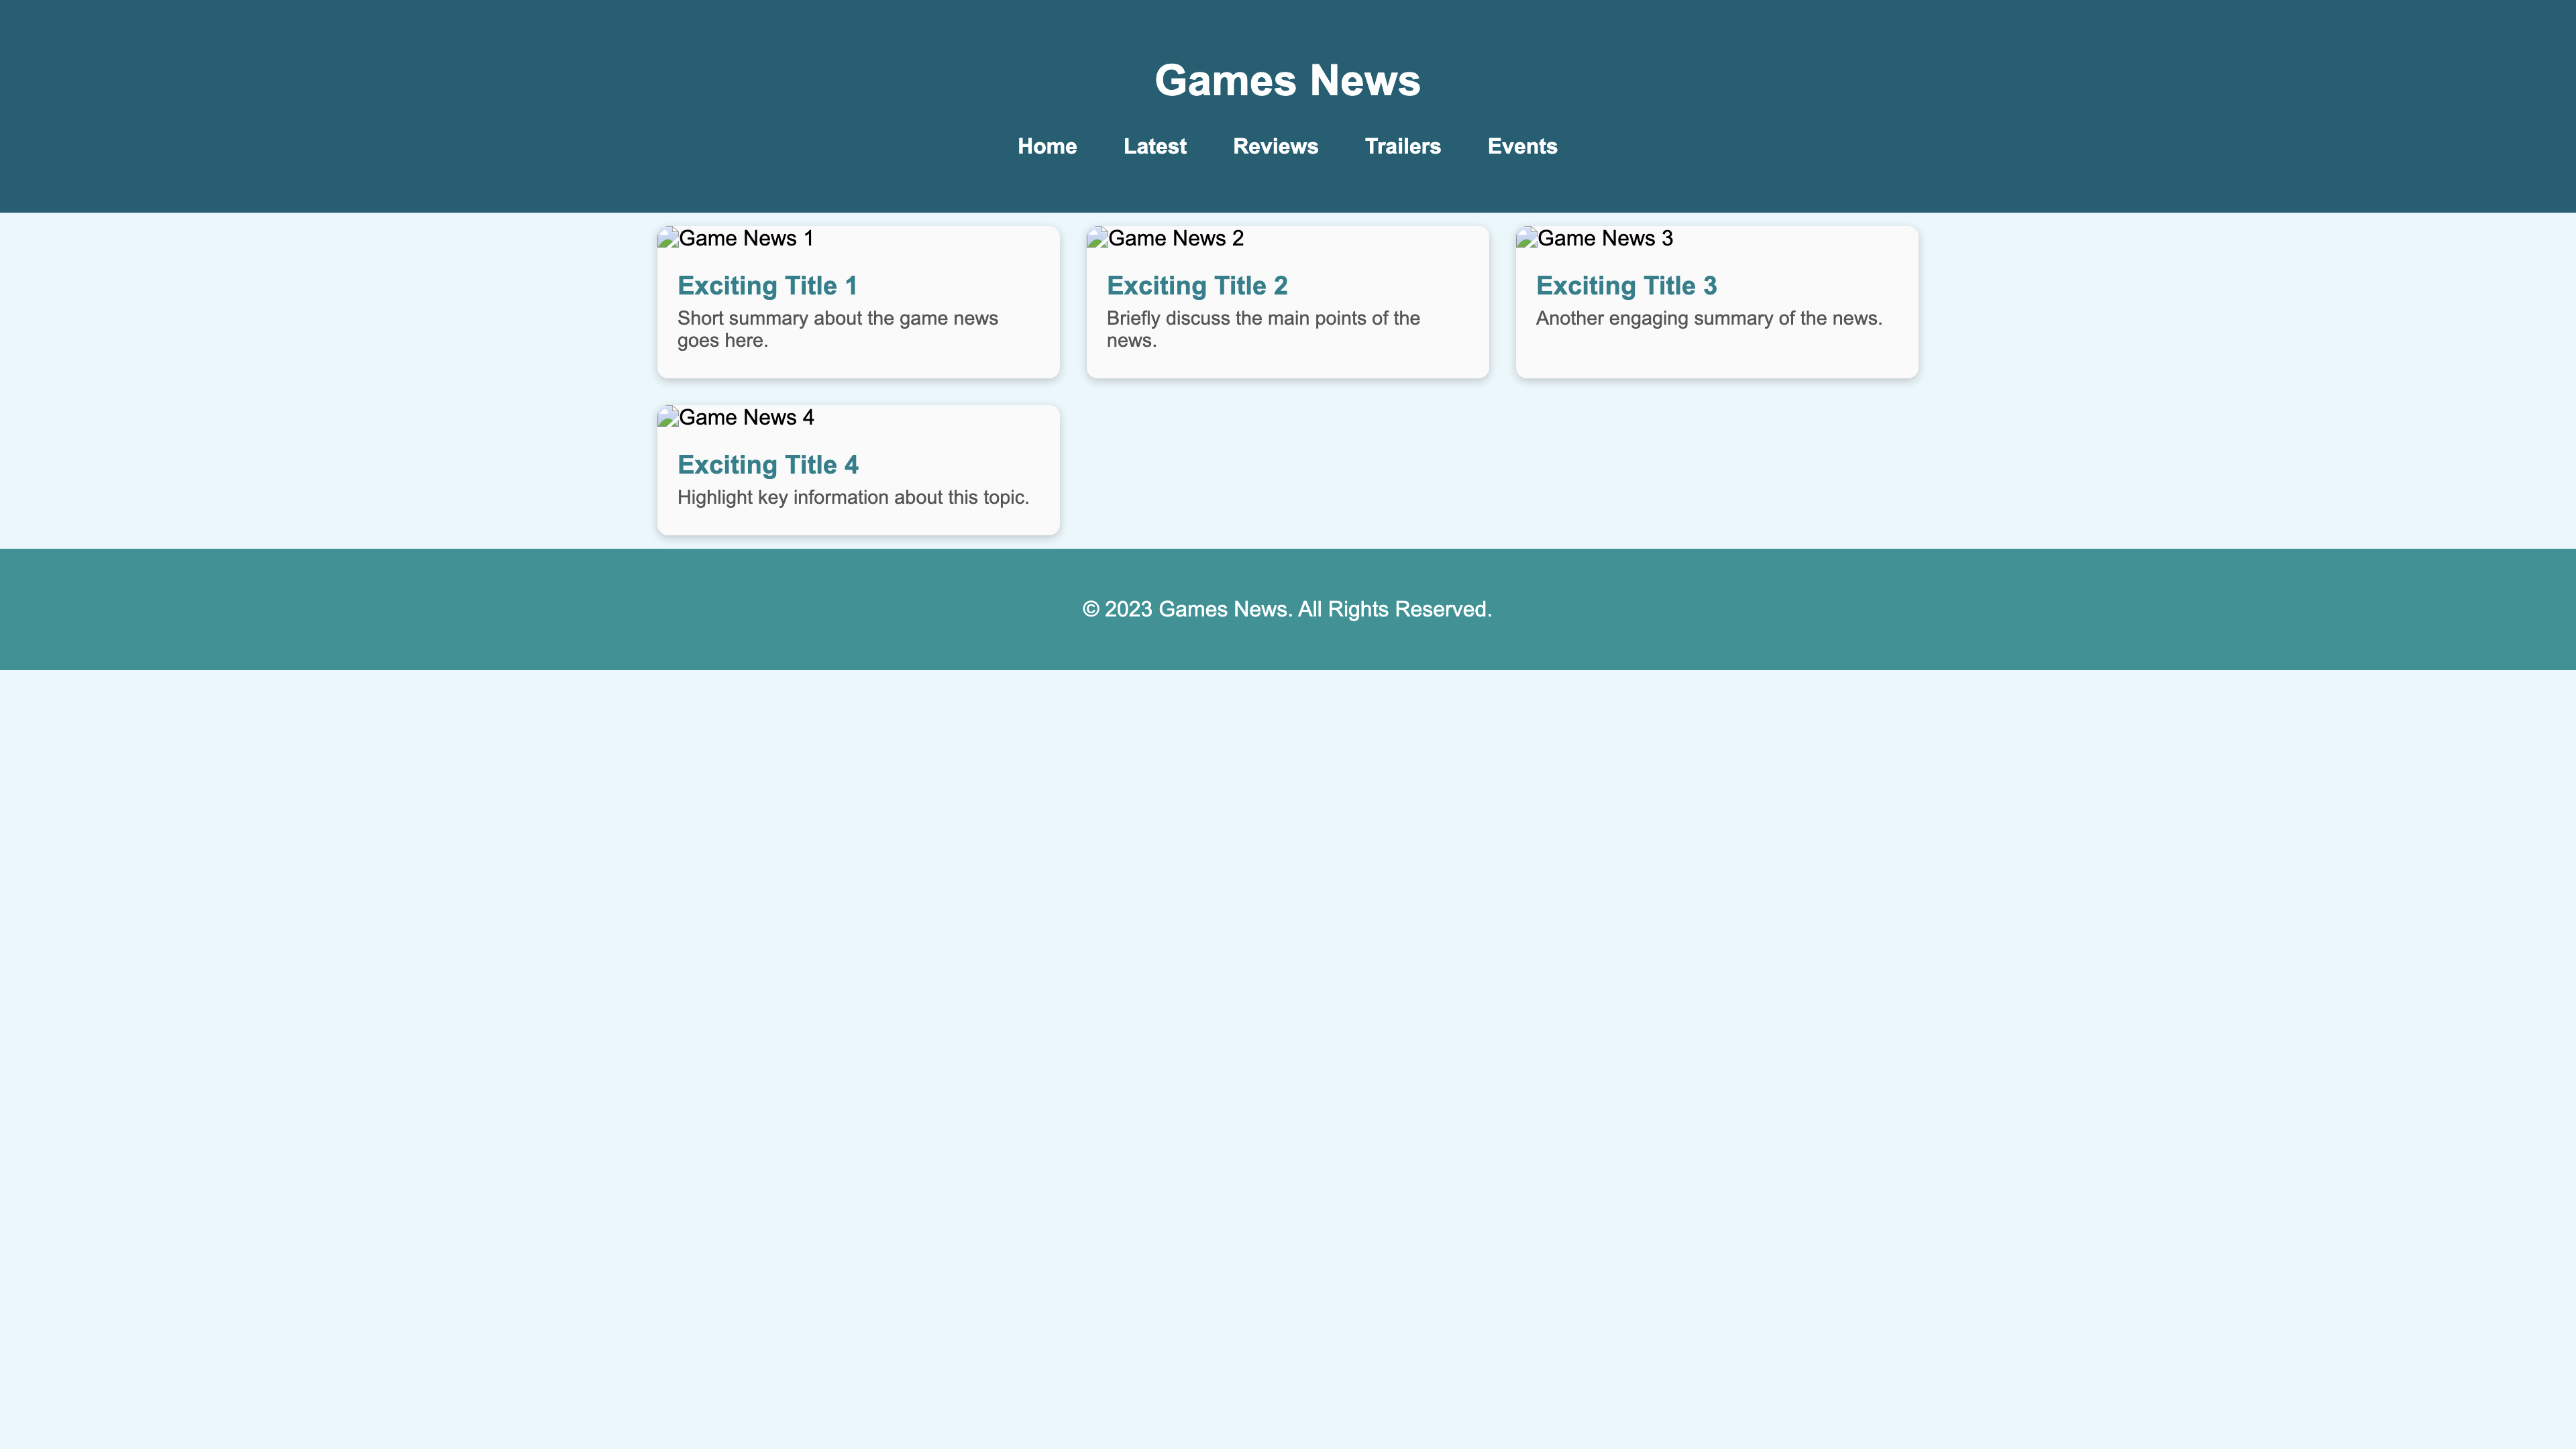 Games News
Home Latest Reviews Trailers Events
Game News 1
Exciting Title 1
Short summary about the game news
goes here.
Game News 2
Exciting Title 2
Briefly discuss the main points of the
news.
Game News 3
Exciting Title 3
Another engaging summary of the news.
Game News 4
Exciting Title 4
Highlight key information about this topic.
© 2023 Games News. All Rights Reserved.